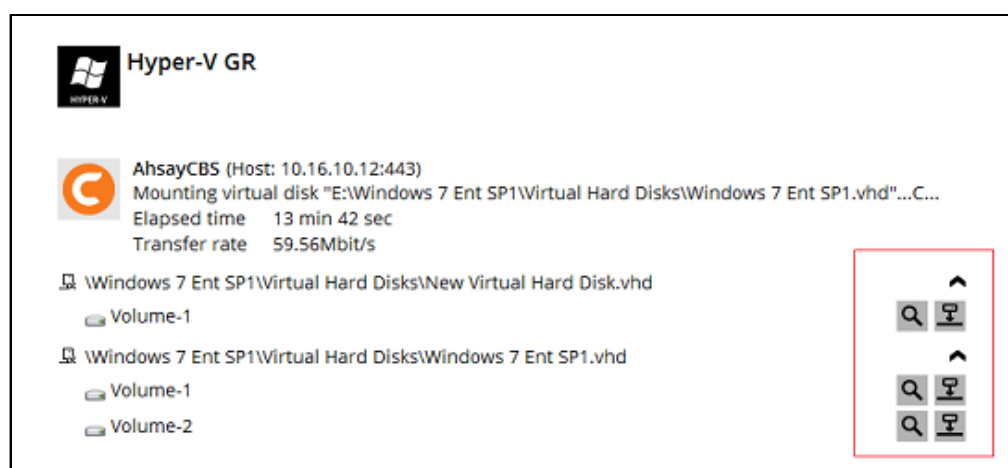 Hyper-V GR
HYPER-V
AhsayCBS (Host: 10.16.10.12:443)
Mounting virtual disk "E:\Windows 7 Ent SP1\Virtual Hard Disks\Windows 7 Ent SP1.vhd"...C...
Elapsed time 13 min 42 sec
Transfer rate 59.56Mbit/s
\Windows 7 Ent SP1\Virtual Hard Disks\New Virtual Hard Disk.vhd
Volume-1
\Windows 7 Ent SP1\Virtual Hard Disks\Windows 7 Ent SP1.vhd
Volume-1
Volume-2